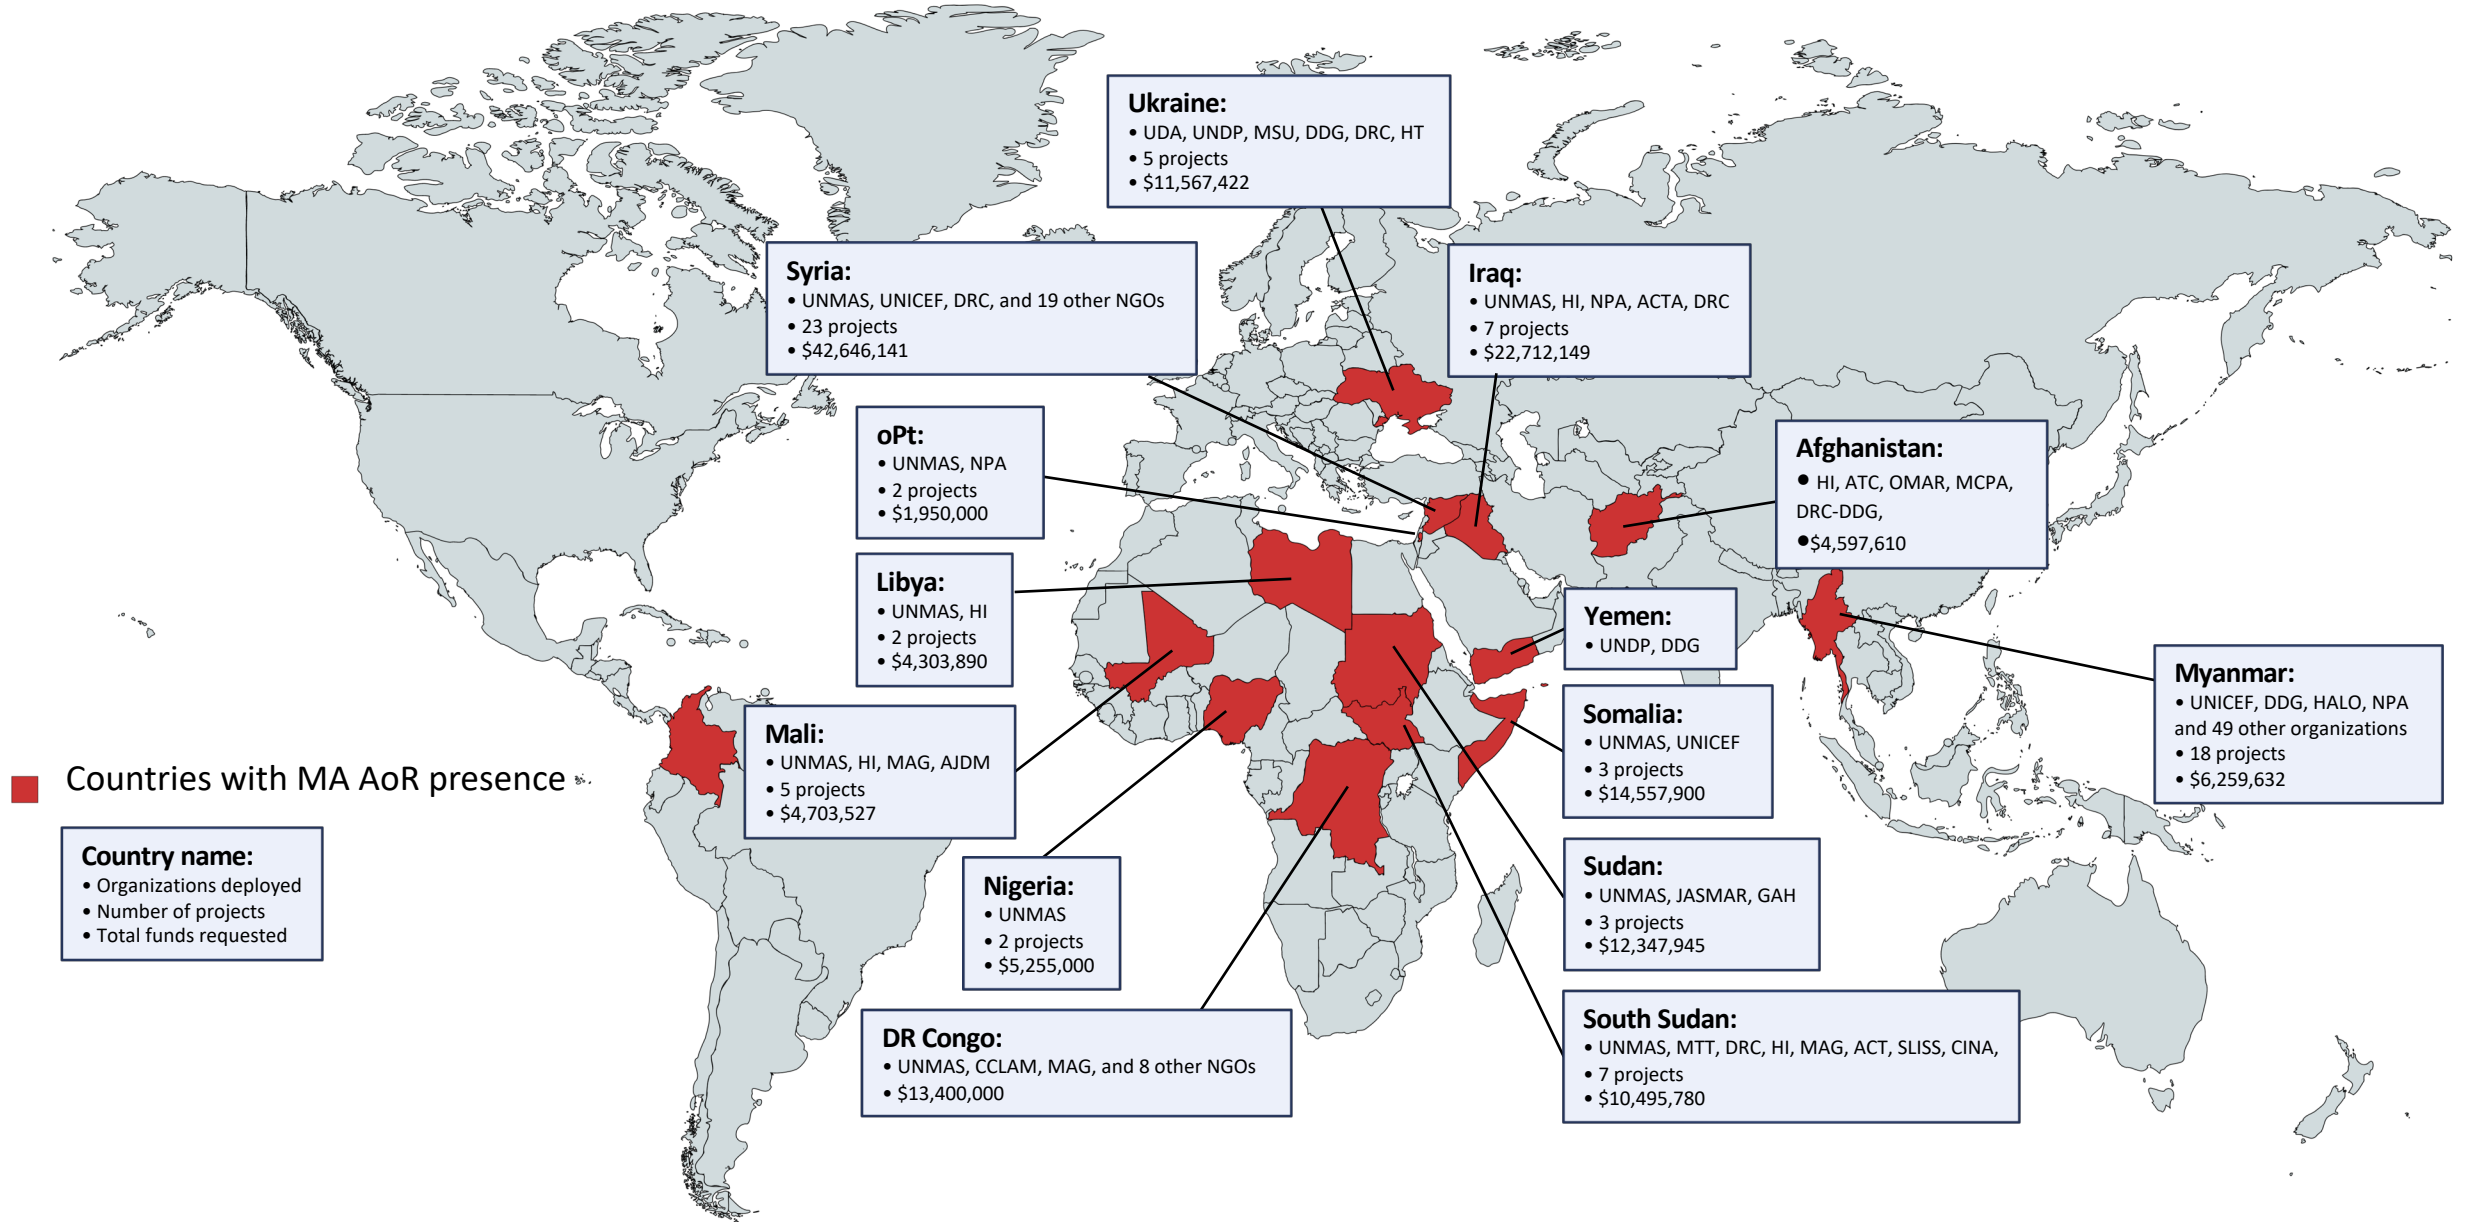 Ukraine:
• UDA, UNDP, MSU, DDG, DRC, HT
• 5 projects
• $11,567,422
Syria:
• UNMAS, UNICEF, DRC, and 19 other NGOs
• 23 projects
• $42,646,141
Iraq:
• UNMAS, HI, NPA, ACTA, DRC
• 7 projects
• $22,712,149
oPt:
• UNMAS, NPA
• 2 projects
• $1,950,000
Afghanistan:
• HI, ATC, OMAR, MCPA,
DRC-DDG,
•$4,597,610
Libya:
• UNMAS, HI
• 2 projects
• $4,303,890
Yemen:
• UNDP, DDG
Myanmar:
• UNICEF, DDG, HALO, NPA
and 49 other organizations
• 18 projects
• $6,259,632
Somalia:
• UNMAS, UNICEF
• 3 projects
• $14,557,900
Mali:
• UNMAS, HI, MAG, AJDM
• 5 projects
• $4,703,527
Countries with MA AoR presence
Country name:
• Organizations deployed
• Number of projects
• Total funds requested
Nigeria:
• UNMAS
• 2 projects
• $5,255,000
Sudan:
• UNMAS, JASMAR, GAH
• 3 projects
• $12,347,945
DR Congo:
• UNMAS, CCLAM, MAG, and 8 other NGOs
• $13,400,000
South Sudan:
• UNMAS, MTT, DRC, HI, MAG, ACT, SLISS, CINA,
• 7 projects
• $10,495,780